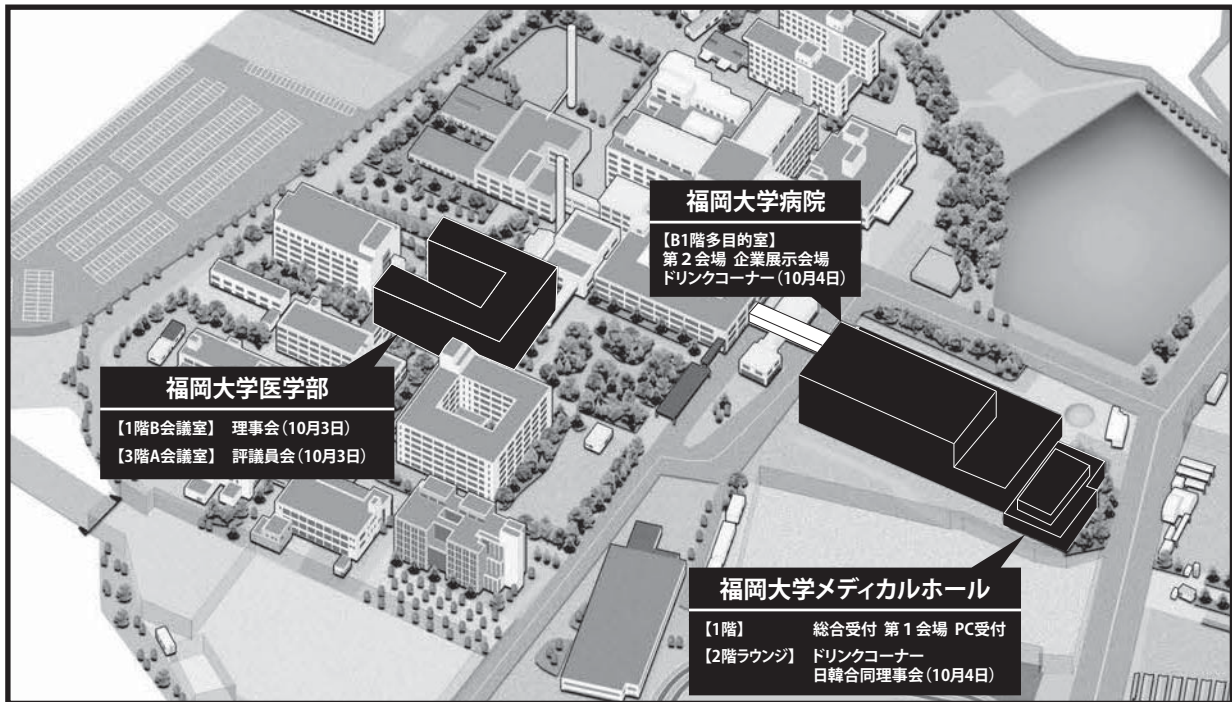 福岡大学病院
【B1階多目的室】
第2会場 企業展示会場
ドリンクコーナー(10月4日)
福岡大学医学部
【1階B会議室】 理事会(10月3日)
【3階A会議室】 評議員会(10月3日)
福岡大学メディカルホール
【1階】 総合受付 第1会場 PC受付
【2階ラウンジ】 ドリンクコーナー
日韓合同理事会(10月4日)